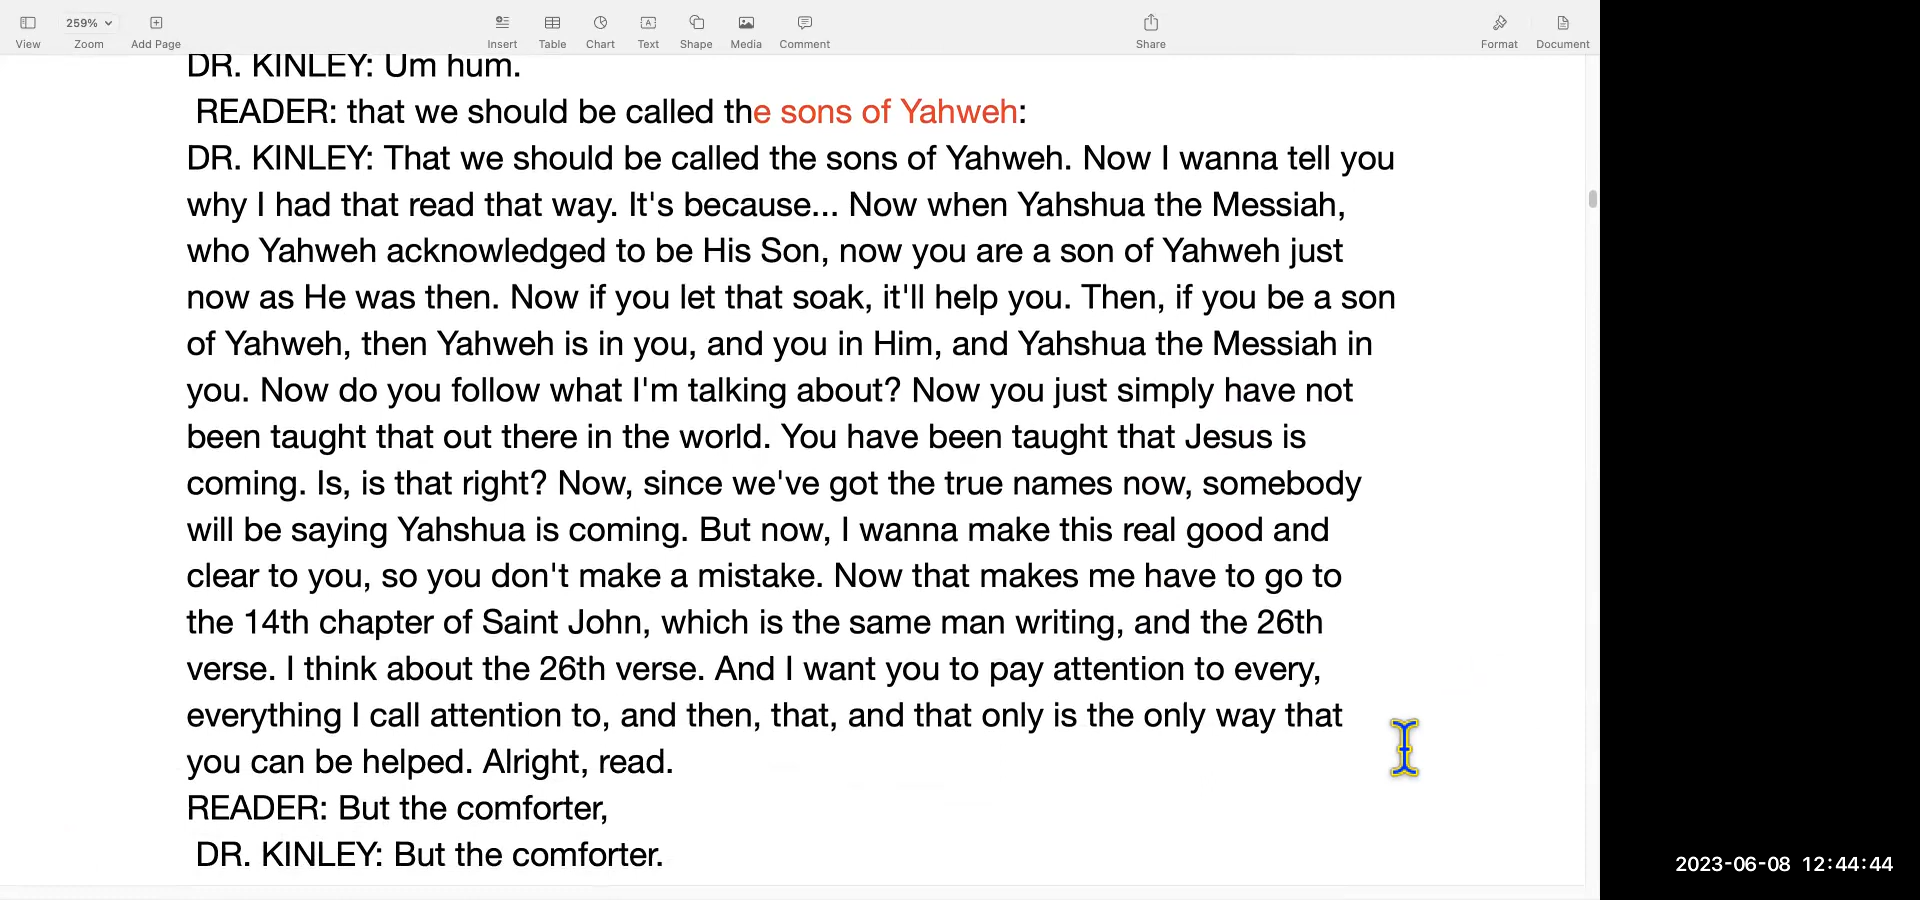 259%
View Zoom Add Page Insert Table Chart Text Shape Media Comment Share Format Document
DR. KINLEY: Um hum.
READER: that we should be called the sons of Yahweh:
DR. KINLEY: That we should be called the sons of Yahweh. Now I wanna tell you
why I had that read that way. It's because... Now when Yahshua the Messiah,
who Yahweh acknowledged to be His Son, now you are a son of Yahweh just
now as He was then. Now if you let that soak, it'll help you. Then, if you be a son
of Yahweh, then Yahweh is in you, and you in Him, and Yahshua the Messiah in
you. Now do you follow what I'm talking about? Now you just simply have not
been taught that out there in the world. You have been taught that Jesus is
coming. Is, is that right? Now, since we've got the true names now, somebody
will be saying Yahshua is coming. But now, I wanna make this real good and
clear to you, so you don't make a mistake. Now that makes me have to go to
the 14th chapter of Saint John, which is the same man writing, and the 26th
verse. I think about the 26th verse. And I want you to pay attention to every,
everything I call attention to, and then, that, and that only is the only way that
you can be helped. Alright, read.
READER: But the comforter,
DR. KINLEY: But the comforter.
2023-06-08 12:44:44